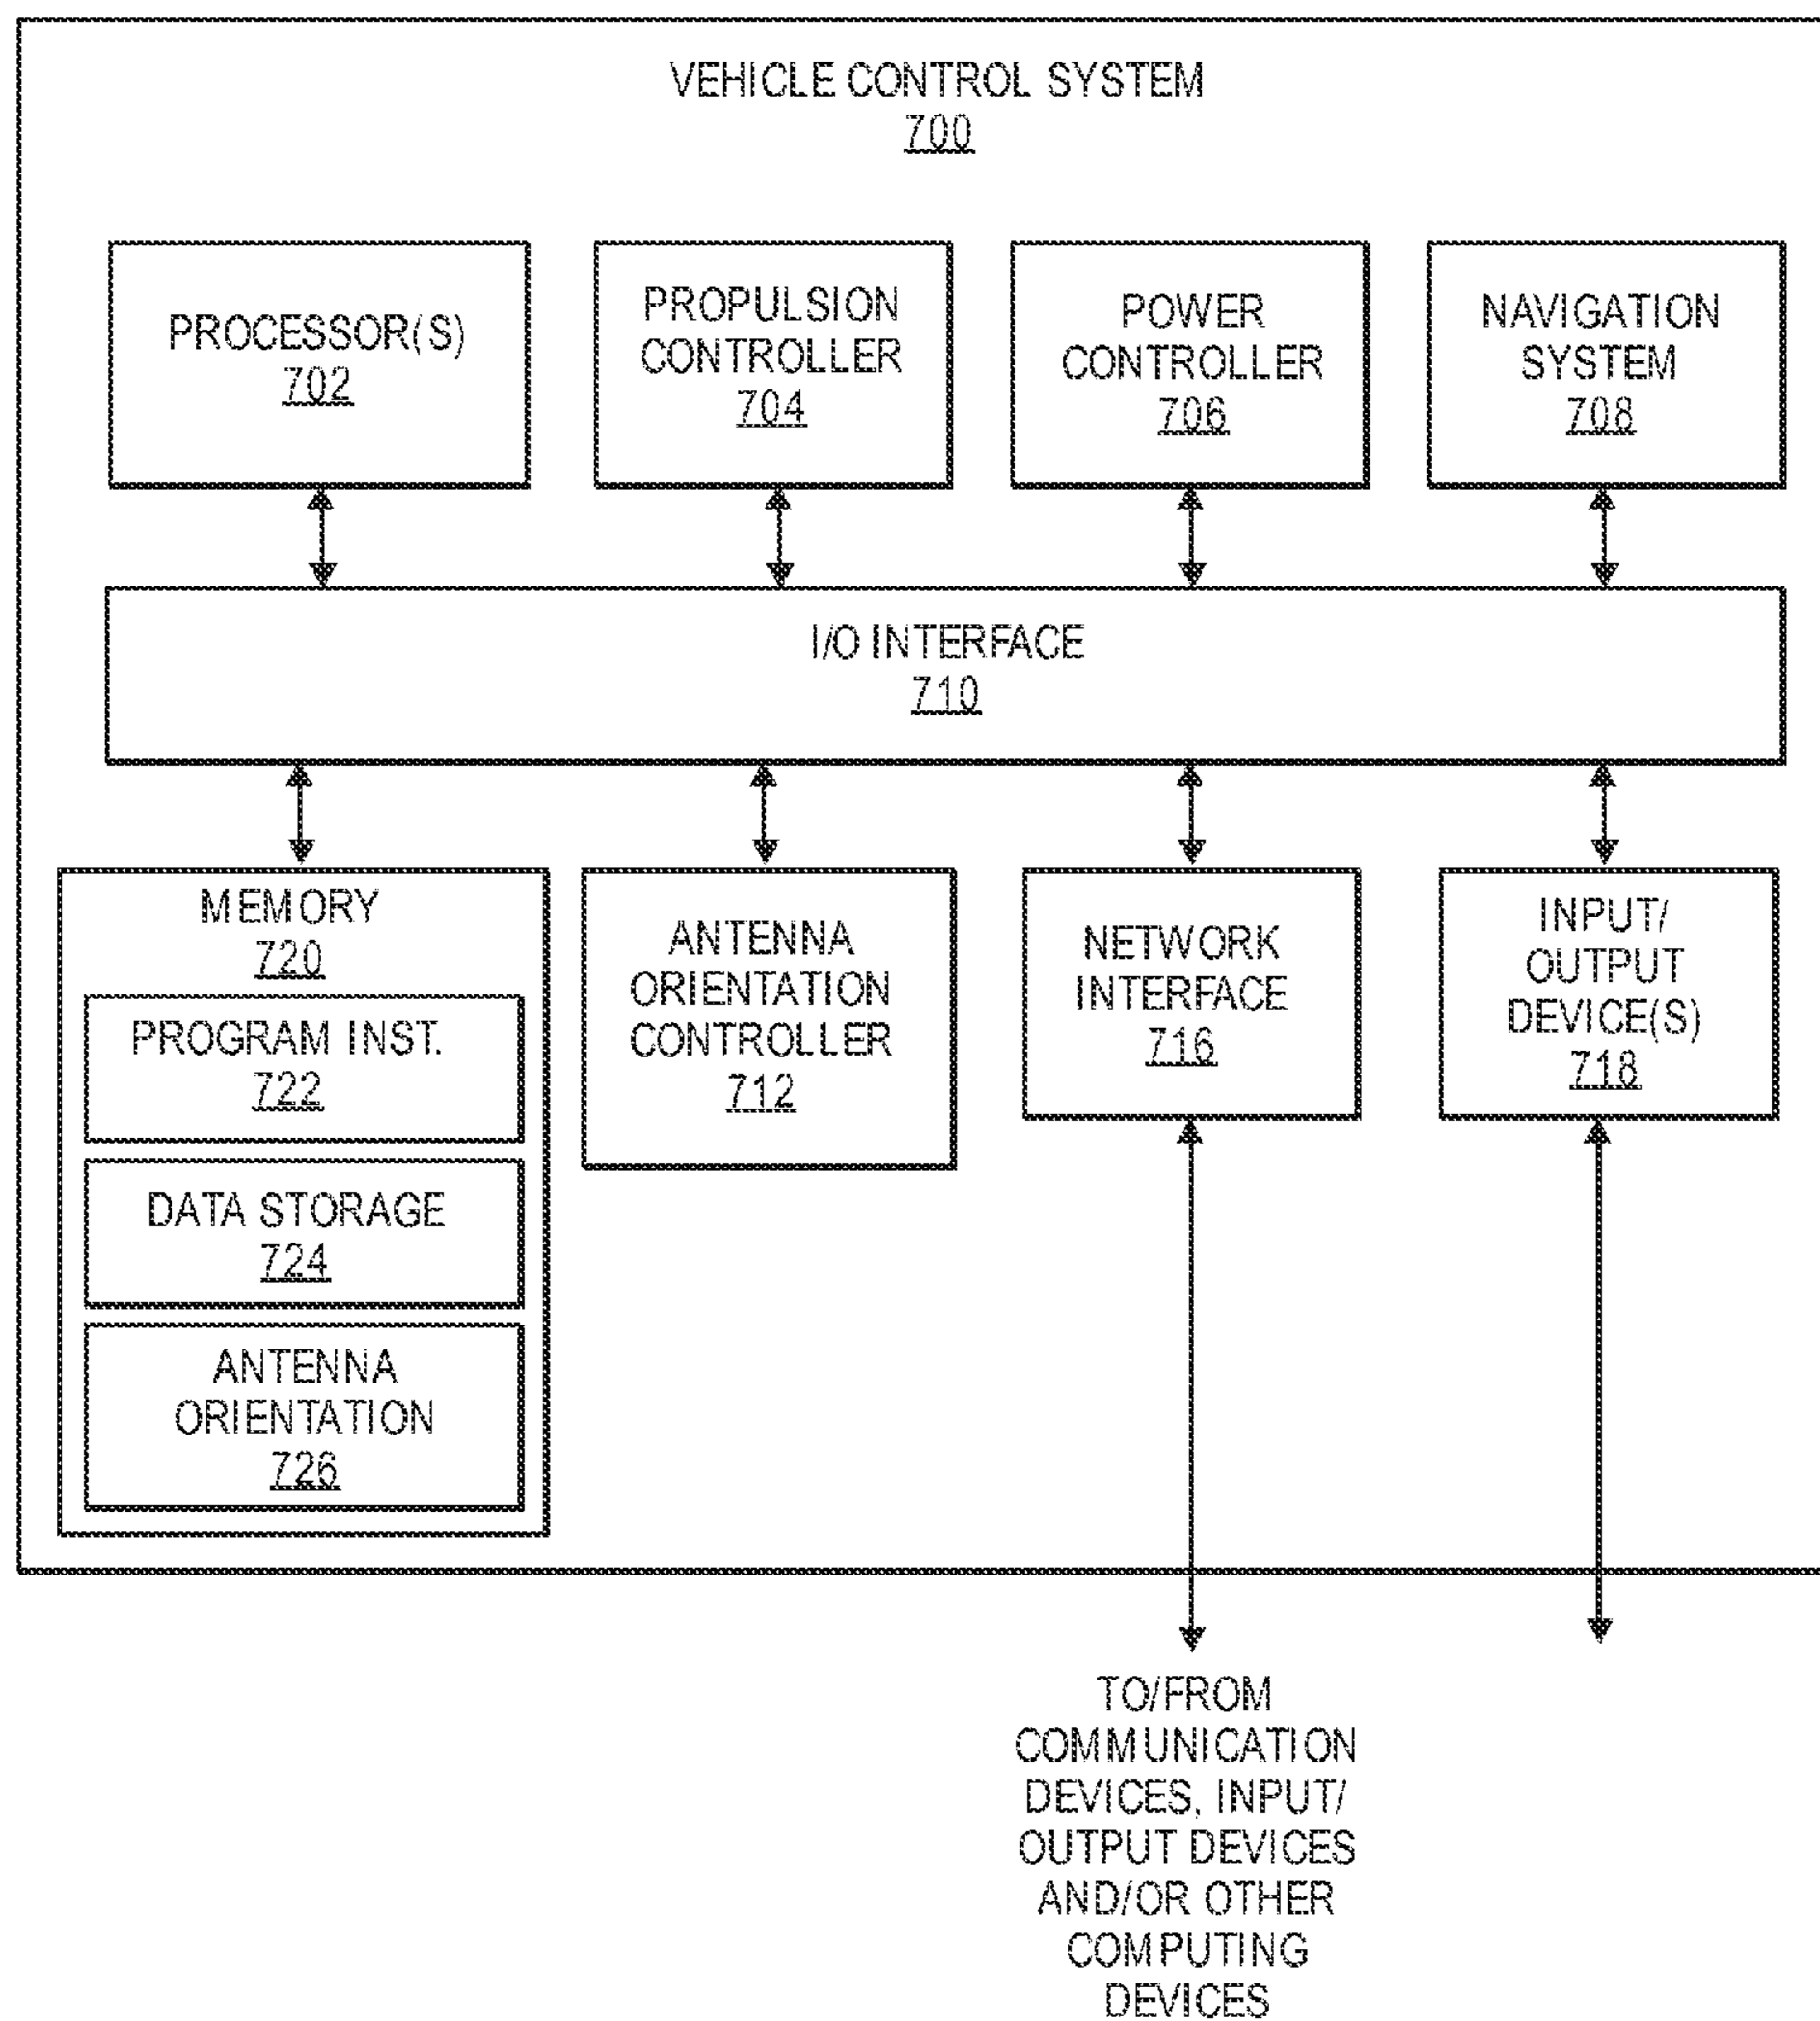 VEHICLE CONTROL SYSTEM
700
PROCESSOR(S)
702
PROPULSION
CONTROLLER
704
POWER
CONTROLLER
706
NAVIGATION
SYSTEM
708
I/O INTERFACE
710
MEMORY
720
PROGRAM INST.
722
DATA STORAGE
724
ANTENNA
ORIENTATION
726
ANTENNA
ORIENTATION
CONTROLLER
712
NETWORK
INTERFACE
716
INPUT/
OUTPUT
DEVICE(S)
718
TO/FROM
COMMUNICATION
DEVICES, INPUT/
OUTPUT DEVICES
AND/OR OTHER
COMPUTING
DEVICES